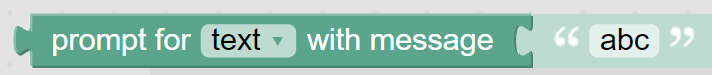 prompt for text ▾ with message “ abc ”